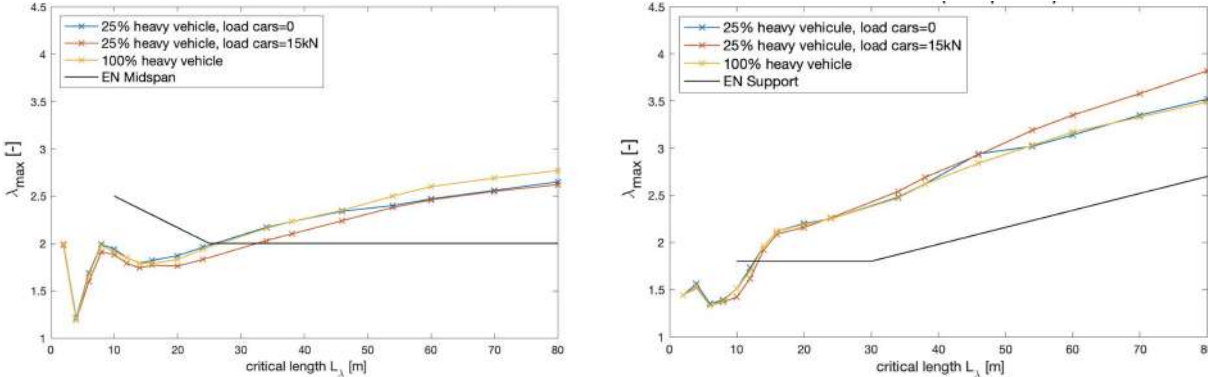 25% heavy vehicle, load cars=0
25% heavy vehicle, load cars=15kN
100% heavy vehicle
EN Midspan
4.5
4
3.5
3
2.5
2
1.5
1
λmax [-]
0 10 20 30 40 50 60 70 80
critical length Lλ [m]
25% heavy vehicule, load cars=0
25% heavy vehicule, load cars=15kN
100% heavy vehicle
EN Support
4.5
4
3.5
3
2.5
2
1.5
1
λmax [-]
0 10 20 30 40 50 60 70 80
critical length Lλ [m]